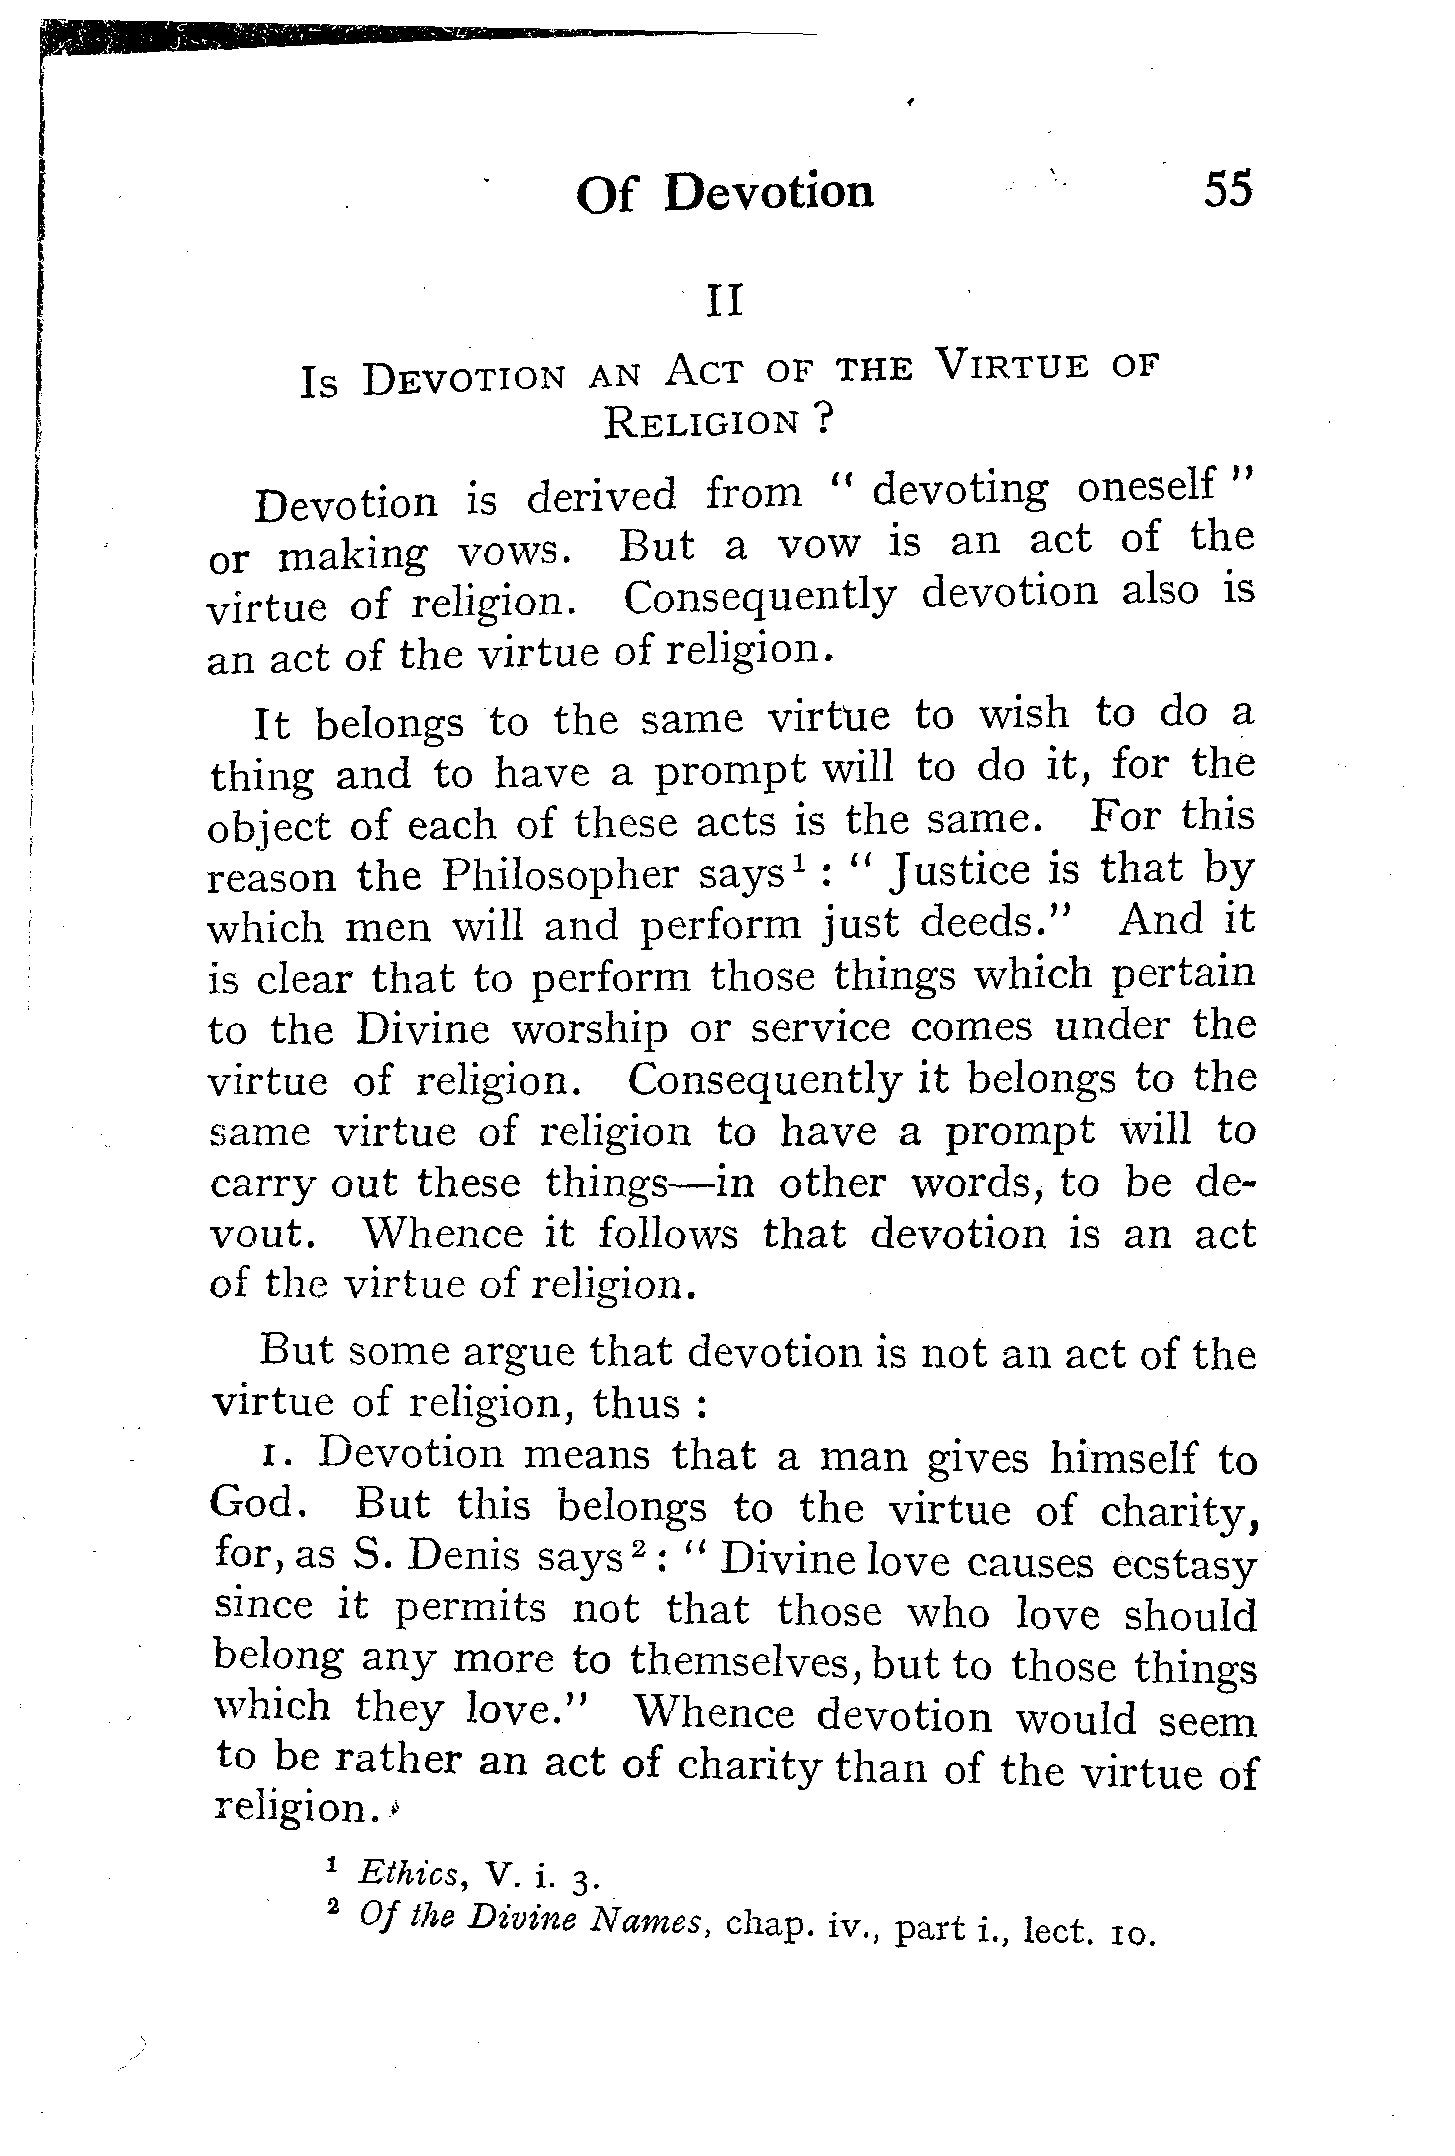 Of Devotion 55
II
Is Devotion an Act of the Virtue of
Religion ?
Devotion is derived from “ devoting oneself ”
or making vows. But a vow is an act of the
virtue of religion. Consequently devotion also is
an act of the virtue of religion.
It belongs to the same virtue to wish to do a
thing and to have a prompt will to do it, for the
object of each of these acts is the same. For this
reason the Philosopher says¹ : “ Justice is that by
which men will and perform just deeds.” And it
is clear that to perform those things which pertain
to the Divine worship or service comes under the
virtue of religion. Consequently it belongs to the
same virtue of religion to have a prompt will to
carry out these things—in other words, to be de-
vout. Whence it follows that devotion is an act
of the virtue of religion.
But some argue that devotion is not an act of the
virtue of religion, thus :
1. Devotion means that a man gives himself to
God. But this belongs to the virtue of charity,
for, as S. Denis says² : “ Divine love causes ecstasy
since it permits not that those who love should
belong any more to themselves, but to those things
which they love.” Whence devotion would seem
to be rather an act of charity than of the virtue of
religion.
¹ Ethics, V. i. 3.
² Of the Divine Names, chap. iv., part i., lect. 10.